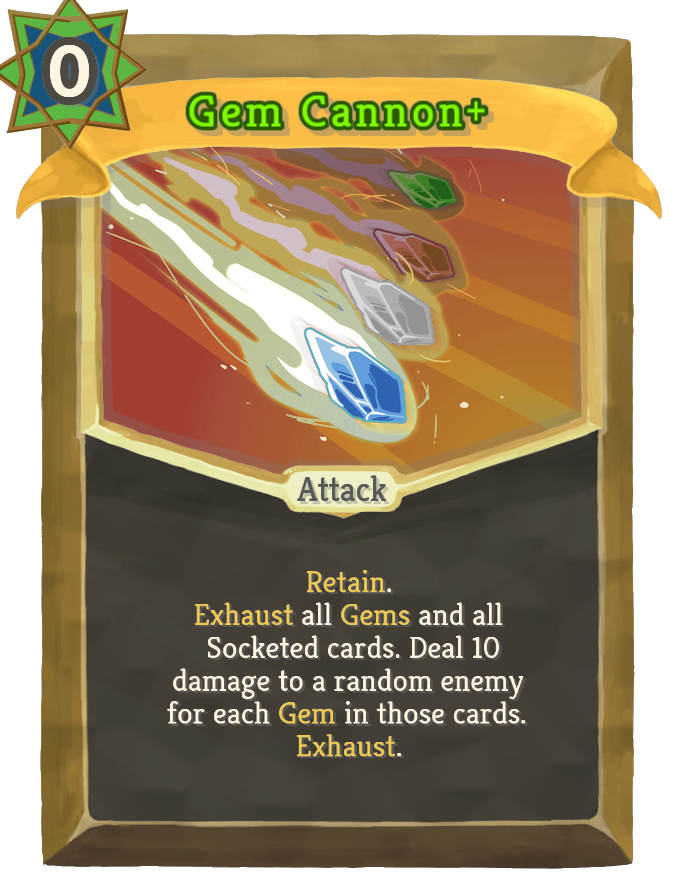 0
Gem Cannon+
Attack
Retain.
Exhaust all Gems and all
Socketed cards. Deal 10
damage to a random enemy
for each Gem in those cards.
Exhaust.